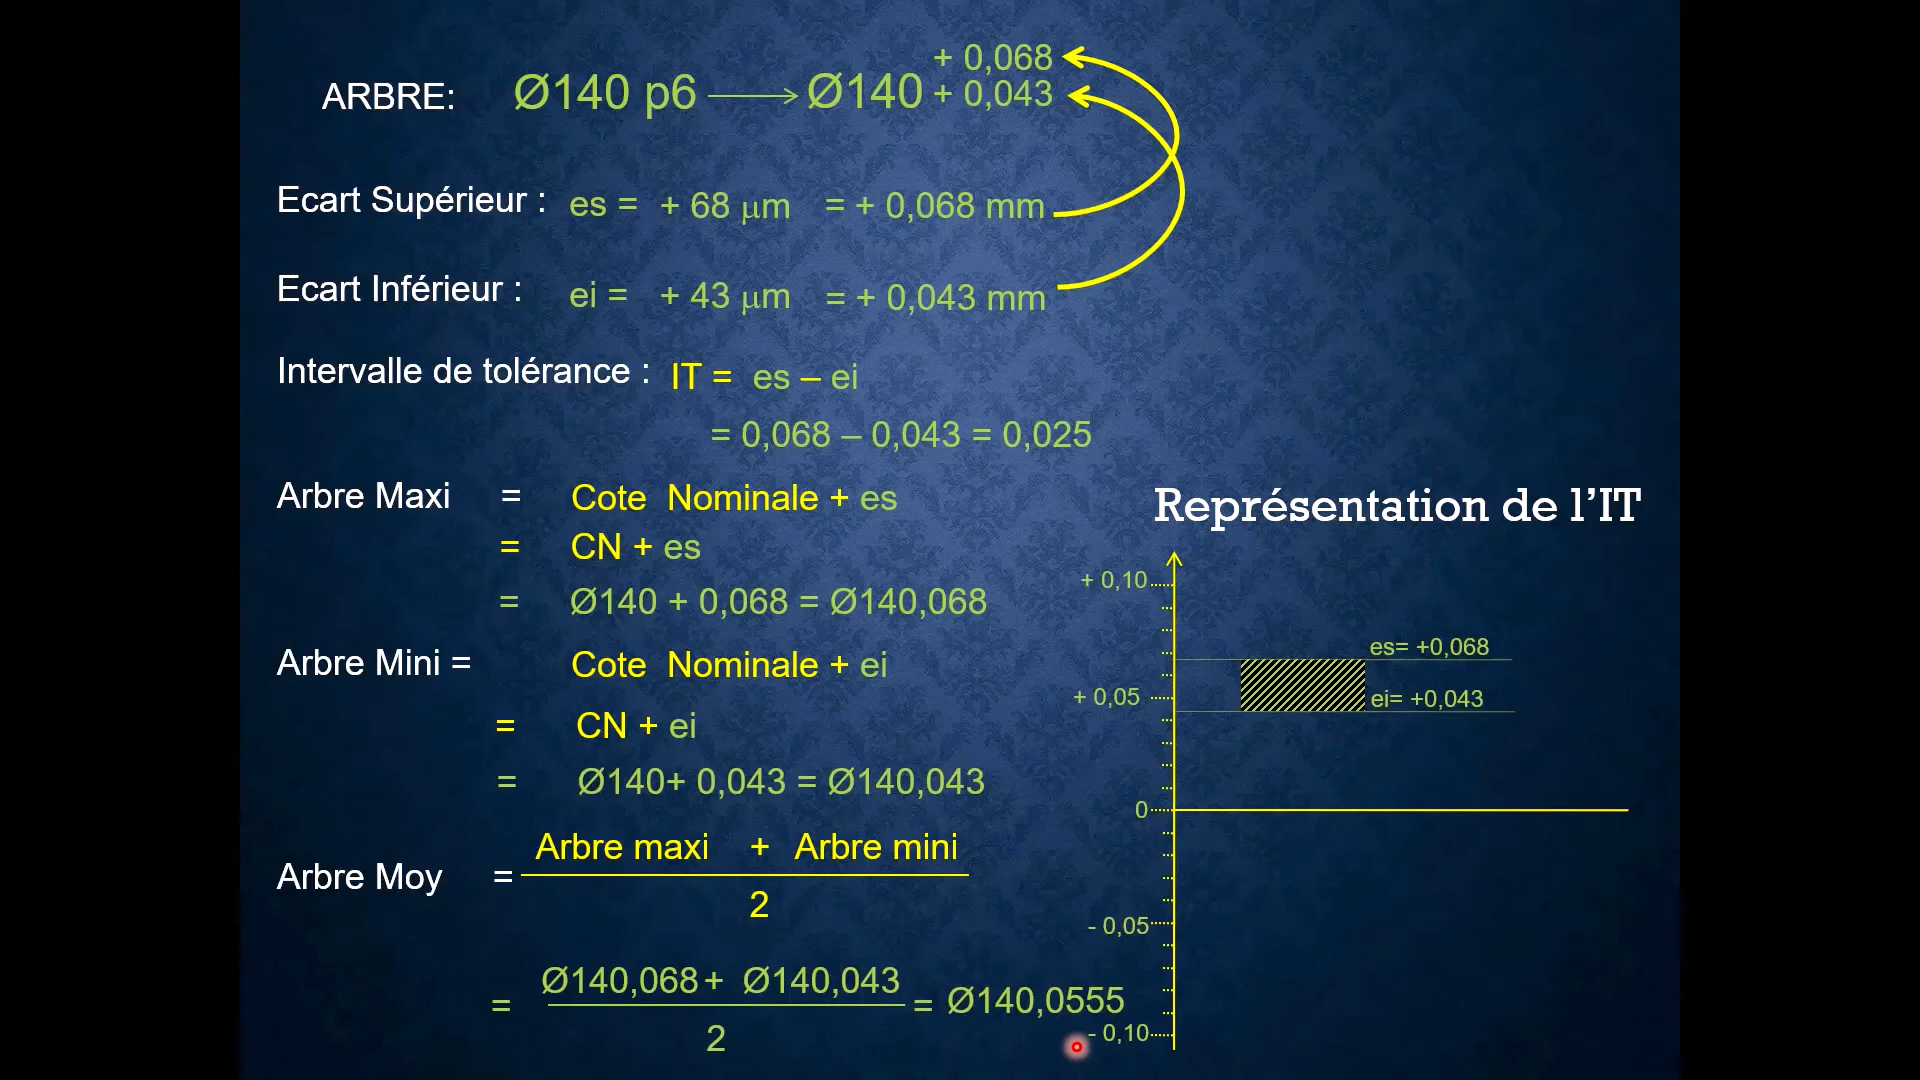 + 0,068
ARBRE: Ø140 p6 Ø140 + 0,043
Ecart Supérieur : es = + 68 µm = + 0,068 mm
Ecart Inférieur : ei = + 43 µm = + 0,043 mm
Intervalle de tolérance : IT = es – ei
= 0,068 – 0,043 = 0,025
Arbre Maxi = Cote Nominale + es
= CN + es
= Ø140 + 0,068 = Ø140,068
Arbre Mini = Cote Nominale + ei
= CN + ei
= Ø140+ 0,043 = Ø140,043
Arbre maxi + Arbre mini
Arbre Moy =
2
Ø140,068 + Ø140,043
= = Ø140,0555
2
Représentation de l’IT
+ 0,10
es= +0,068
+ 0,05
ei= +0,043
0
- 0,05
- 0,10